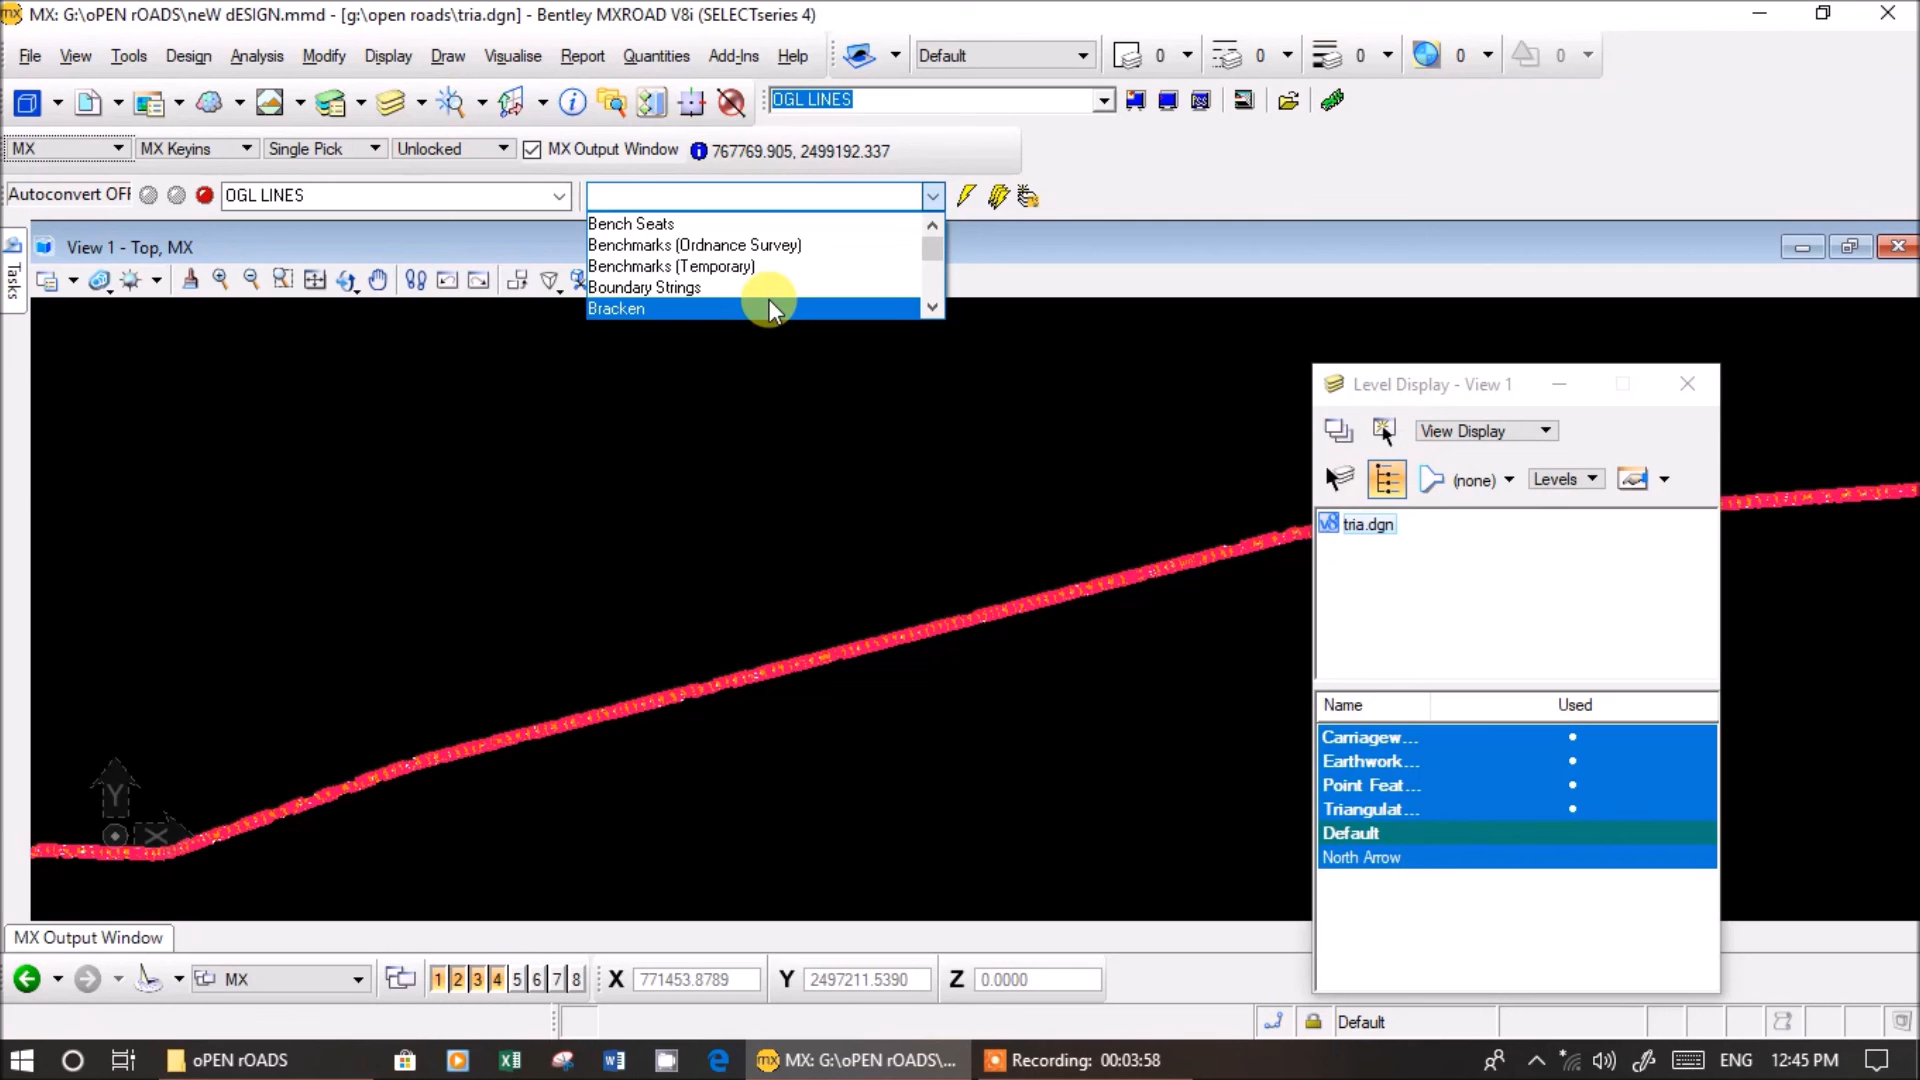 MX: G:\oPEN rOADS\neW dESIGN.mmd - [g:\open roads\tria.dgn] - Bentley MXROAD V8i (SELECTseries 4)
File View Tools Design Analysis Modify Display Draw Visualise Report Quantities Add-Ins Help Default 0 0 0 0 0
OGL LINES
MX MX Keyins Single Pick Unlocked MX Output Window 767769.905, 2499192.337
Autoconvert OFF OGL LINES
Bench Seats
Benchmarks (Ordnance Survey)
Benchmarks (Temporary)
Boundary Strings
Bracken
View 1 - Top, MX
Tasks
Level Display - View 1
View Display
(none) Levels
tria.dgn
Name Used
Carriagew...
Earthwork...
Point Feat...
Triangulat...
Default
North Arrow
Y
X
MX Output Window
MX 1 2 3 4 5 6 7 8 X 771453.8789 Y 2497211.5390 Z 0.0000
Default
oPEN rOADS MX: G:\oPEN rOADS\... Recording: 00:03:58 ENG 12:45 PM